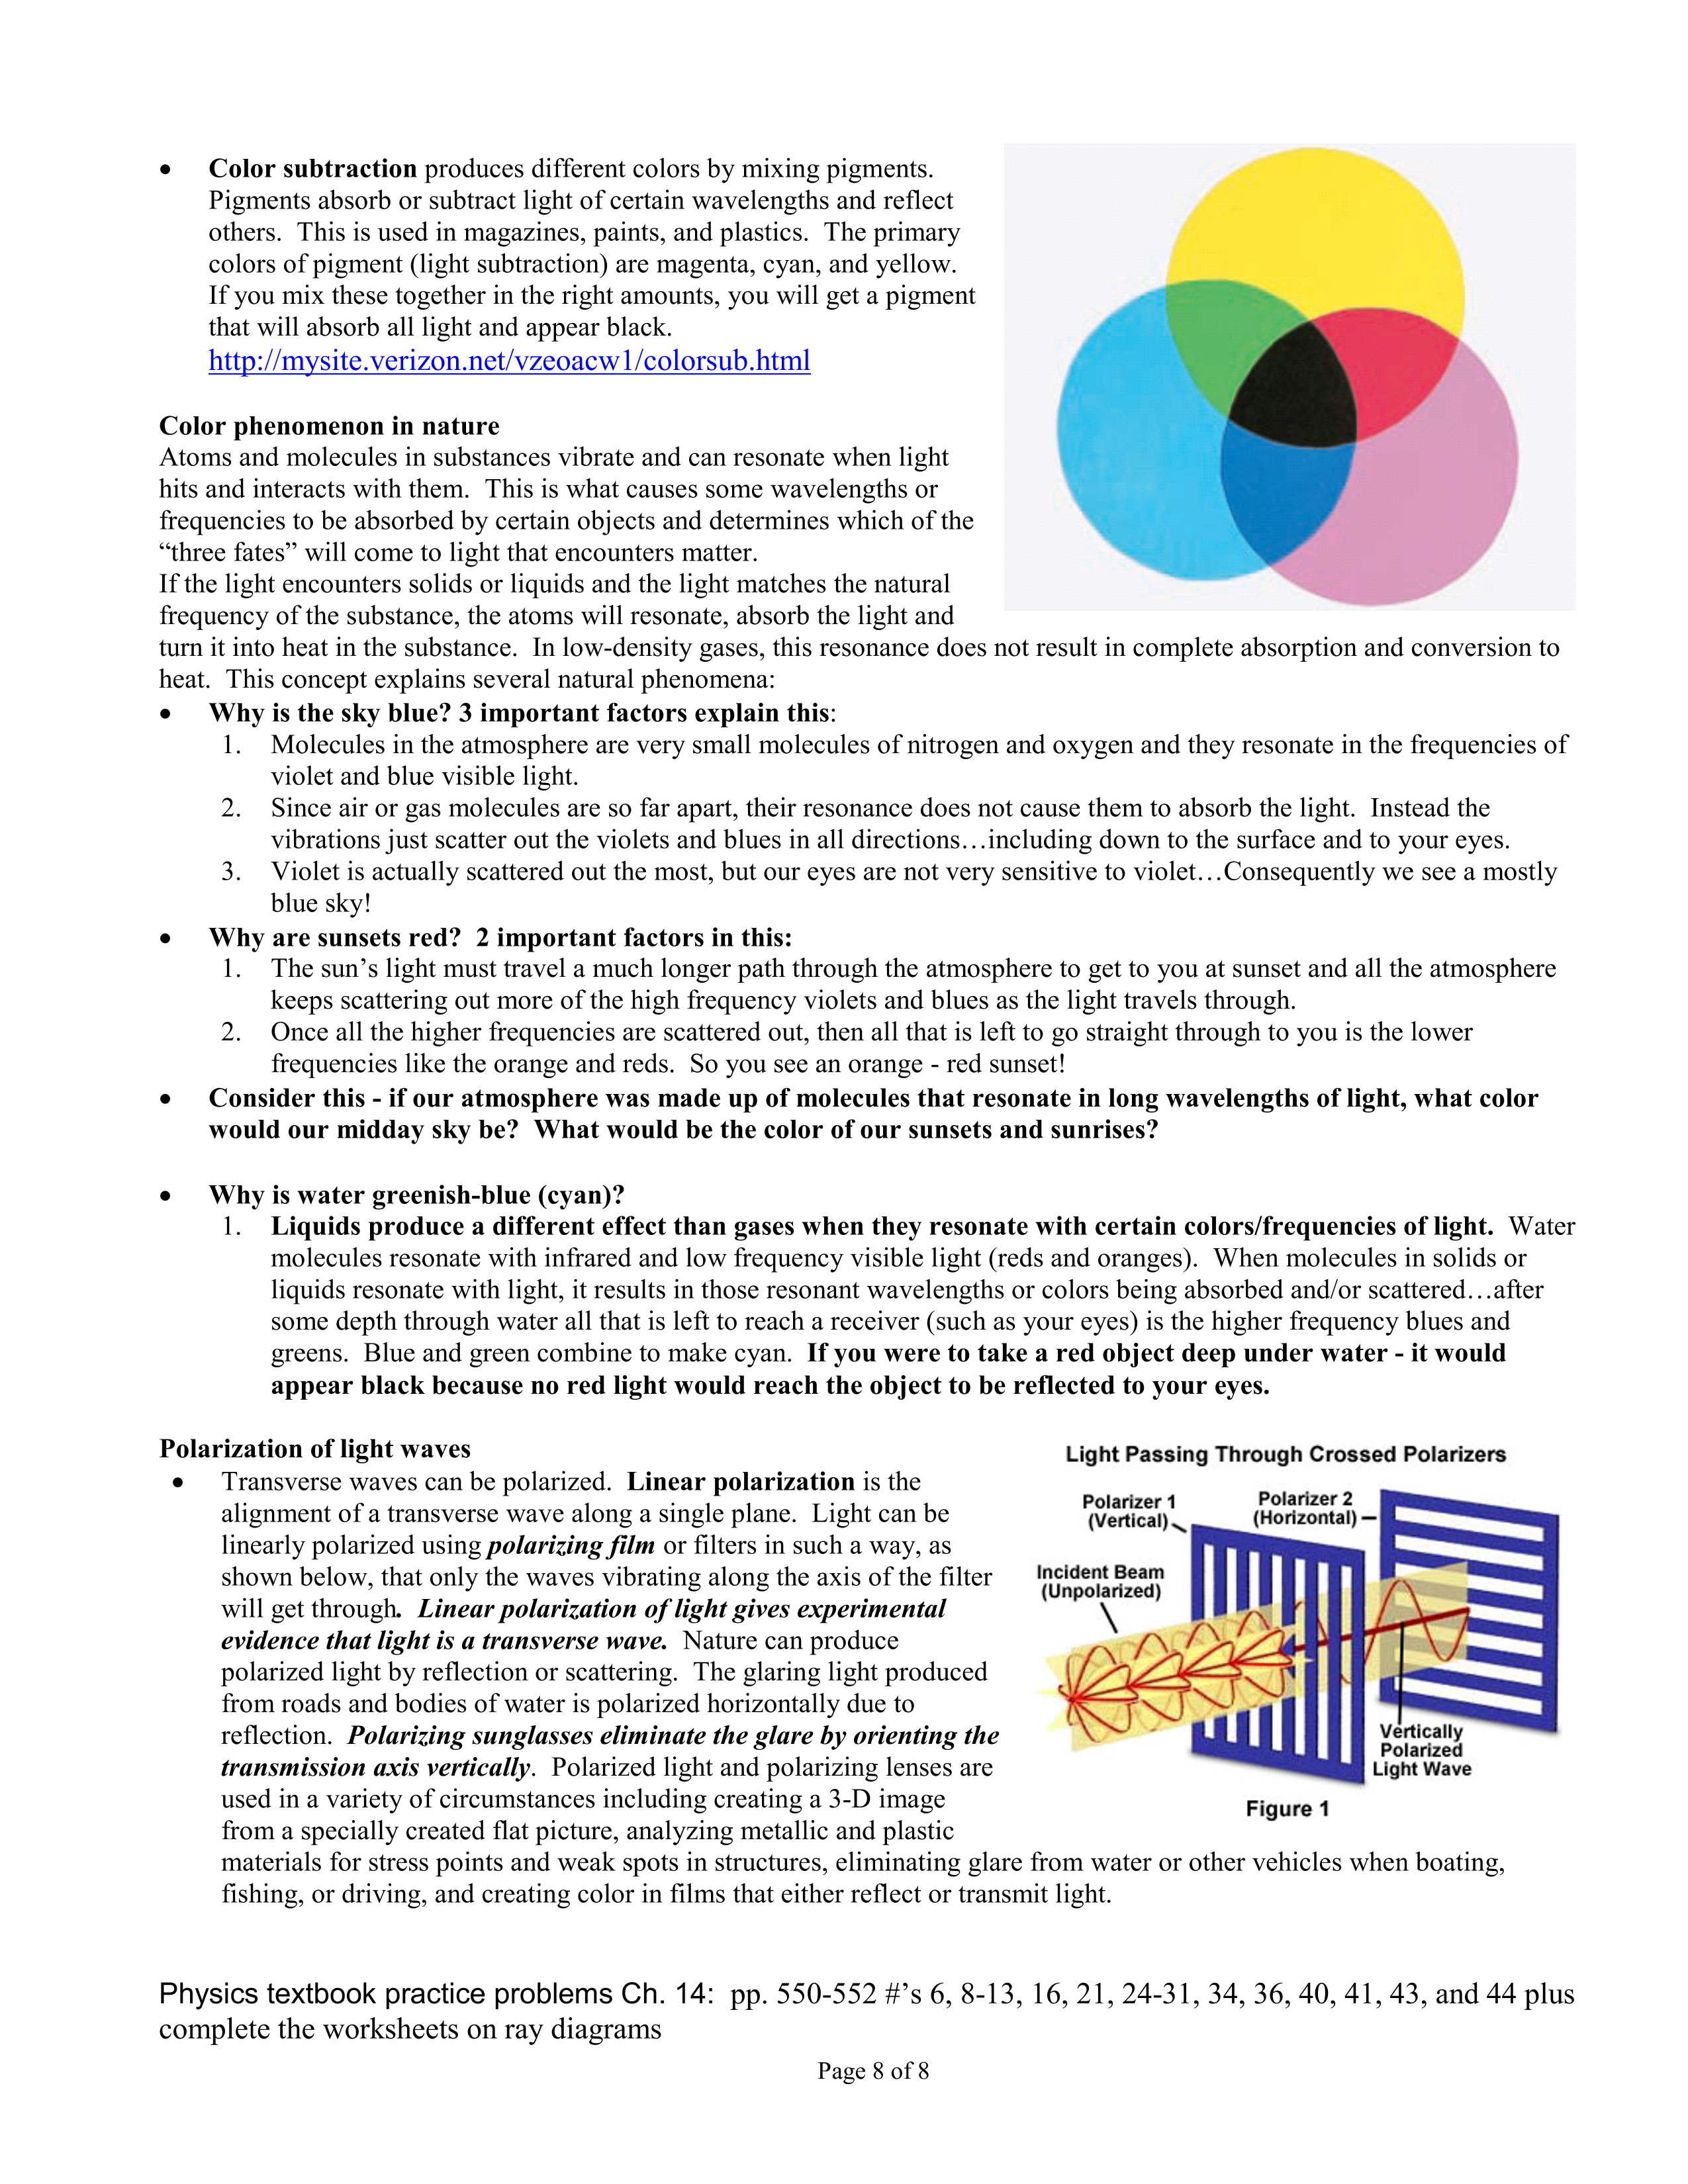 • Color subtraction produces different colors by mixing pigments.
Pigments absorb or subtract light of certain wavelengths and reflect
others.  This is used in magazines, paints, and plastics.  The primary
colors of pigment (light subtraction) are magenta, cyan, and yellow.
If you mix these together in the right amounts, you will get a pigment
that will absorb all light and appear black.
http://mysite.verizon.net/vzeoacw1/colorsub.html
Color phenomenon in nature
Atoms and molecules in substances vibrate and can resonate when light
hits and interacts with them.  This is what causes some wavelengths or
frequencies to be absorbed by certain objects and determines which of the
“three fates” will come to light that encounters matter.
If the light encounters solids or liquids and the light matches the natural
frequency of the substance, the atoms will resonate, absorb the light and
turn it into heat in the substance.  In low-density gases, this resonance does not result in complete absorption and conversion to
heat.  This concept explains several natural phenomena:
• Why is the sky blue? 3 important factors explain this:
1. Molecules in the atmosphere are very small molecules of nitrogen and oxygen and they resonate in the frequencies of
violet and blue visible light.
2. Since air or gas molecules are so far apart, their resonance does not cause them to absorb the light.  Instead the
vibrations just scatter out the violets and blues in all directions…including down to the surface and to your eyes.
3. Violet is actually scattered out the most, but our eyes are not very sensitive to violet…Consequently we see a mostly
blue sky!
• Why are sunsets red?  2 important factors in this:
1. The sun’s light must travel a much longer path through the atmosphere to get to you at sunset and all the atmosphere
keeps scattering out more of the high frequency violets and blues as the light travels through.
2. Once all the higher frequencies are scattered out, then all that is left to go straight through to you is the lower
frequencies like the orange and reds.  So you see an orange - red sunset!
• Consider this - if our atmosphere was made up of molecules that resonate in long wavelengths of light, what color
would our midday sky be?  What would be the color of our sunsets and sunrises?
• Why is water greenish-blue (cyan)?
1. Liquids produce a different effect than gases when they resonate with certain colors/frequencies of light.  Water
molecules resonate with infrared and low frequency visible light (reds and oranges).  When molecules in solids or
liquids resonate with light, it results in those resonant wavelengths or colors being absorbed and/or scattered…after
some depth through water all that is left to reach a receiver (such as your eyes) is the higher frequency blues and
greens.  Blue and green combine to make cyan.  If you were to take a red object deep under water - it would
appear black because no red light would reach the object to be reflected to your eyes.
Polarization of light waves
• Transverse waves can be polarized.  Linear polarization is the
alignment of a transverse wave along a single plane.  Light can be
linearly polarized using polarizing film or filters in such a way, as
shown below, that only the waves vibrating along the axis of the filter
will get through.  Linear polarization of light gives experimental
evidence that light is a transverse wave.  Nature can produce
polarized light by reflection or scattering.  The glaring light produced
from roads and bodies of water is polarized horizontally due to
reflection.  Polarizing sunglasses eliminate the glare by orienting the
transmission axis vertically.  Polarized light and polarizing lenses are
used in a variety of circumstances including creating a 3-D image
from a specially created flat picture, analyzing metallic and plastic
materials for stress points and weak spots in structures, eliminating glare from water or other vehicles when boating,
fishing, or driving, and creating color in films that either reflect or transmit light.
Light Passing Through Crossed Polarizers
Polarizer 1
(Vertical)
Polarizer 2
(Horizontal)
Incident Beam
(Unpolarized)
Vertically
Polarized
Light Wave
Figure 1
Physics textbook practice problems Ch. 14:  pp. 550-552 #’s 6, 8-13, 16, 21, 24-31, 34, 36, 40, 41, 43, and 44 plus
complete the worksheets on ray diagrams
Page 8 of 8